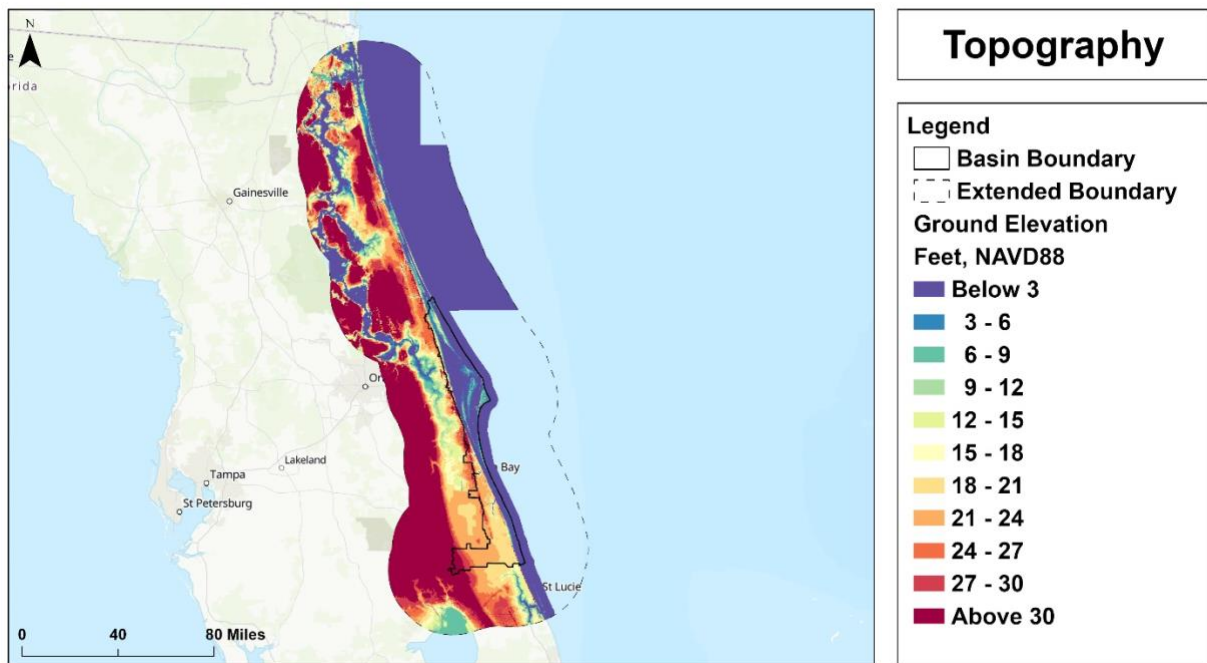 N
Topography
orida
Gainesville
Or
Lakeland
Bay
Tampa
St Petersburg
St Lucie
0 40 80 Miles
Legend
Basin Boundary
Extended Boundary
Ground Elevation
Feet, NAVD88
Below 3
3 - 6
6 - 9
9 - 12
12 - 15
15 - 18
18 - 21
21 - 24
24 - 27
27 - 30
Above 30